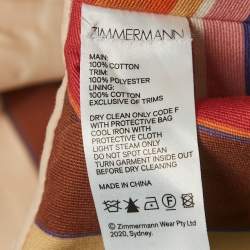 ZIMMERMANN
MAIN:
100% COTTON
TRIM:
100% POLYESTER
LINING:
100% COTTON
EXCLUSIVE OF TRIMS
DRY CLEAN ONLY CODE F
WITH PROTECTIVE BAG
COOL IRON WITH
PROTECTIVE CLOTH
LIGHT STEAM ONLY
DO NOT SPOT CLEAN
TURN GARMENT INSIDE OUT
BEFORE DRY CLEANING
MADE IN CHINA
© Zimmermann Wear Pty Ltd
2020, Sydney.